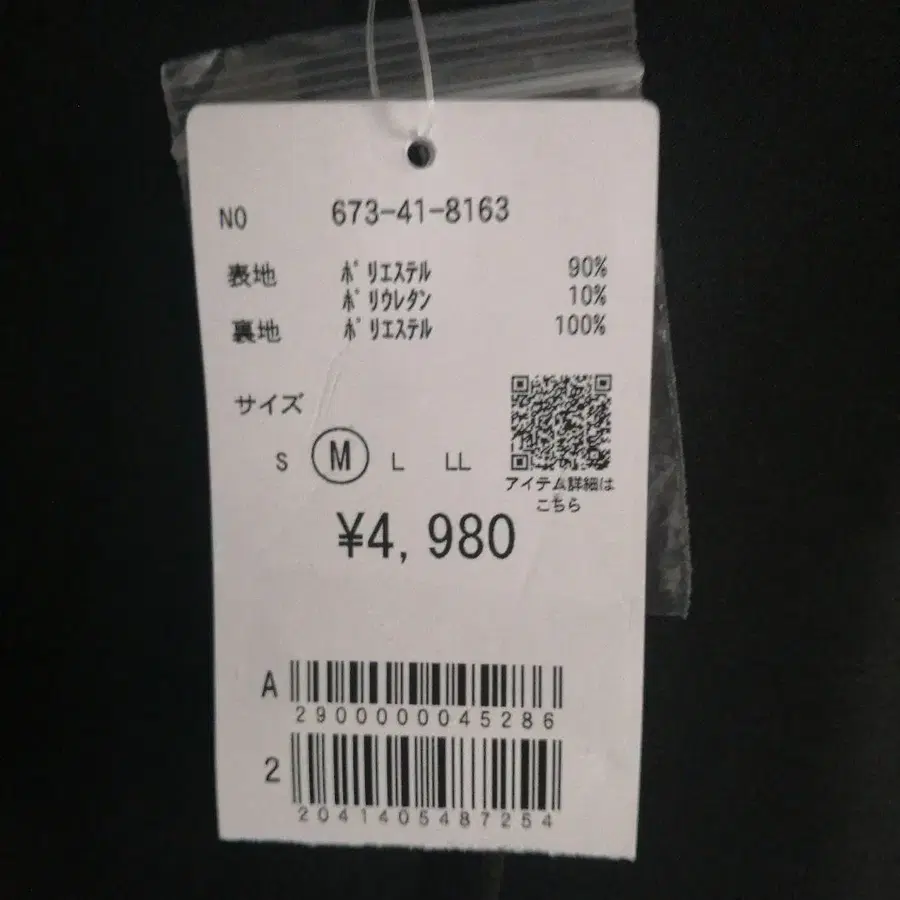 NO 673-41-8163
表地 ﾎﾟﾘｴｽﾃﾙ 90%
ﾎﾟﾘｳﾚﾀﾝ 10%
裏地 ﾎﾟﾘｴｽﾃﾙ 100%
サイズ
S M L LL
アイテム詳細は
こちら
¥4,980
A
2900000045286
2
2041405487254